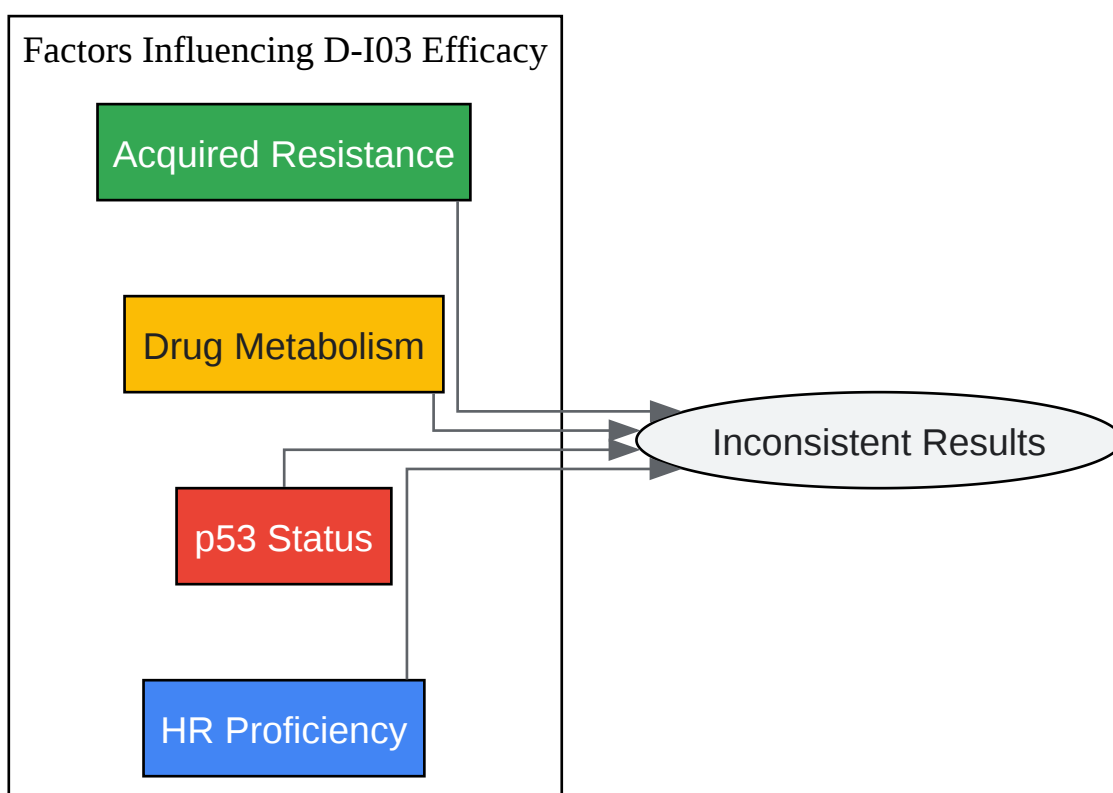 Factors Influencing D-I03 Efficacy
Acquired Resistance
Drug Metabolism
Inconsistent Results
p53 Status
HR Proficiency